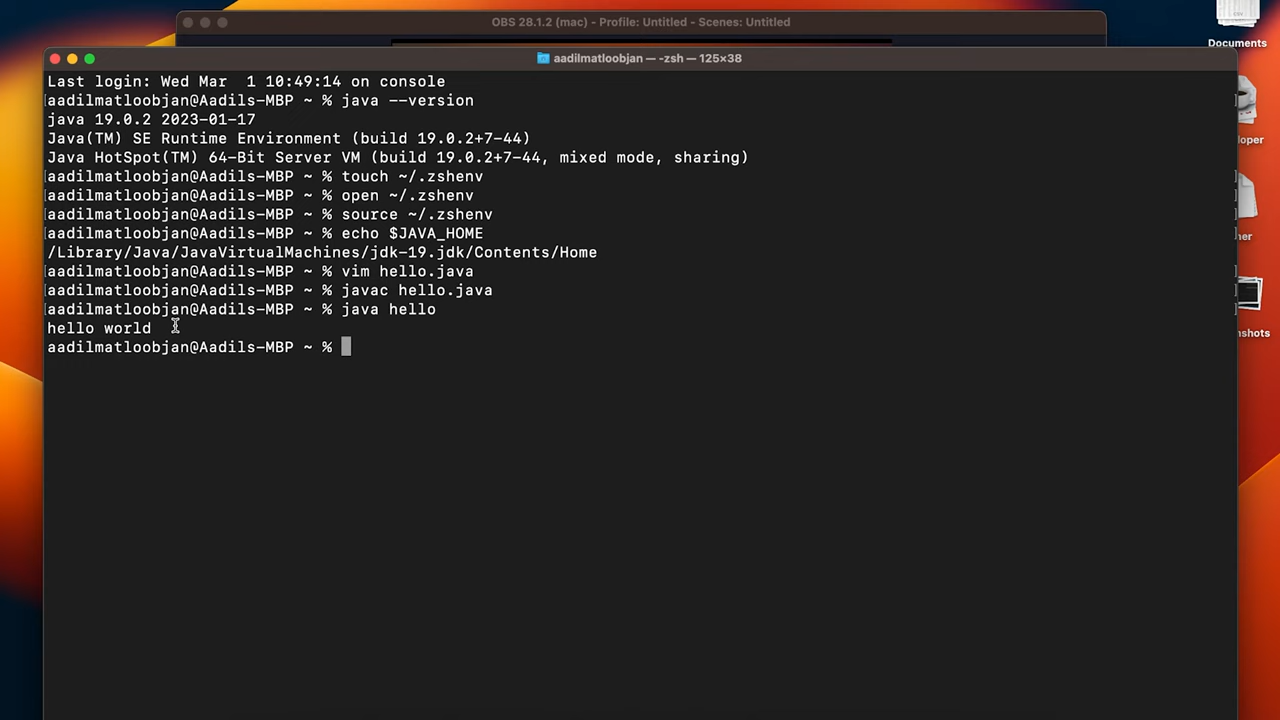 OBS 28.1.2 (mac) - Profile: Untitled - Scenes: Untitled
Documents
aadilmatloobjan — -zsh — 125×38
Last login: Wed Mar  1 10:49:14 on console
[aadilmatloobjan@Aadils-MBP ~ % java --version ]
java 19.0.2 2023-01-17
Java(TM) SE Runtime Environment (build 19.0.2+7-44)
Java HotSpot(TM) 64-Bit Server VM (build 19.0.2+7-44, mixed mode, sharing)
[aadilmatloobjan@Aadils-MBP ~ % touch ~/.zshenv ]
[aadilmatloobjan@Aadils-MBP ~ % open ~/.zshenv ]
[aadilmatloobjan@Aadils-MBP ~ % source ~/.zshenv ]
[aadilmatloobjan@Aadils-MBP ~ % echo $JAVA_HOME ]
/Library/Java/JavaVirtualMachines/jdk-19.jdk/Contents/Home
[aadilmatloobjan@Aadils-MBP ~ % vim hello.java ]
[aadilmatloobjan@Aadils-MBP ~ % javac hello.java ]
[aadilmatloobjan@Aadils-MBP ~ % java hello ]
hello world
aadilmatloobjan@Aadils-MBP ~ %